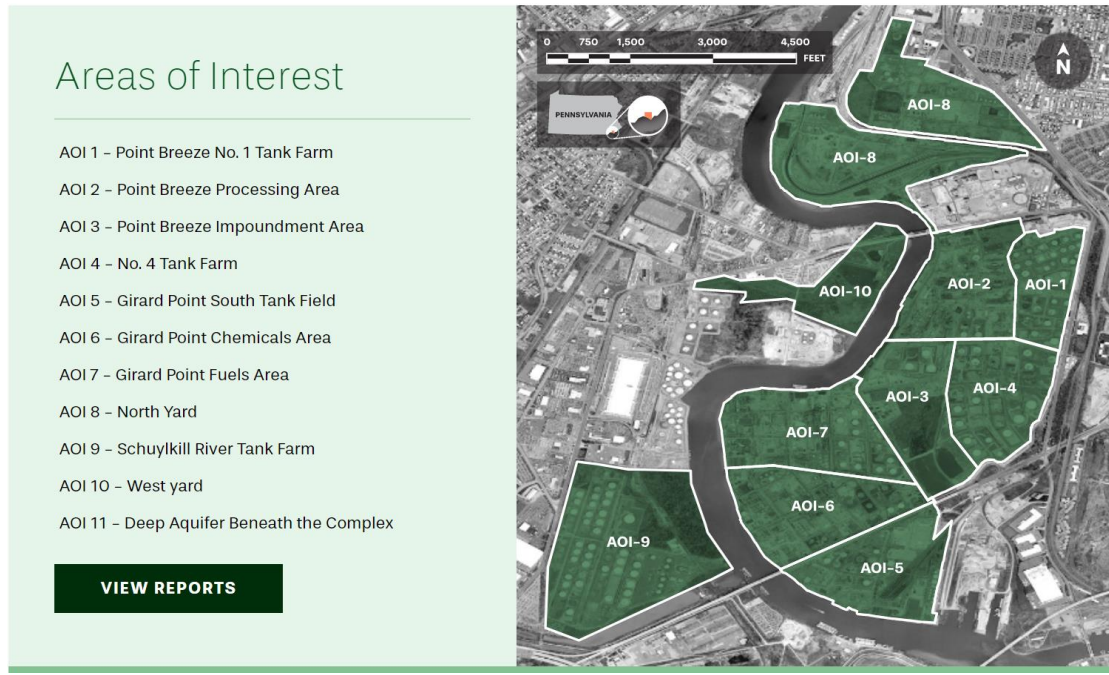 Areas of Interest
AOI 1 – Point Breeze No. 1 Tank Farm
AOI 2 – Point Breeze Processing Area
AOI 3 – Point Breeze Impoundment Area
AOI 4 – No. 4 Tank Farm
AOI 5 – Girard Point South Tank Field
AOI 6 – Girard Point Chemicals Area
AOI 7 – Girard Point Fuels Area
AOI 8 – North Yard
AOI 9 – Schuylkill River Tank Farm
AOI 10 – West yard
AOI 11 – Deep Aquifer Beneath the Complex
VIEW REPORTS
0 750 1,500 3,000 4,500
FEET
N
PENNSYLVANIA
AOI-8
AOI-8
AOI-10
AOI-2
AOI-1
AOI-3
AOI-4
AOI-7
AOI-6
AOI-9
AOI-5